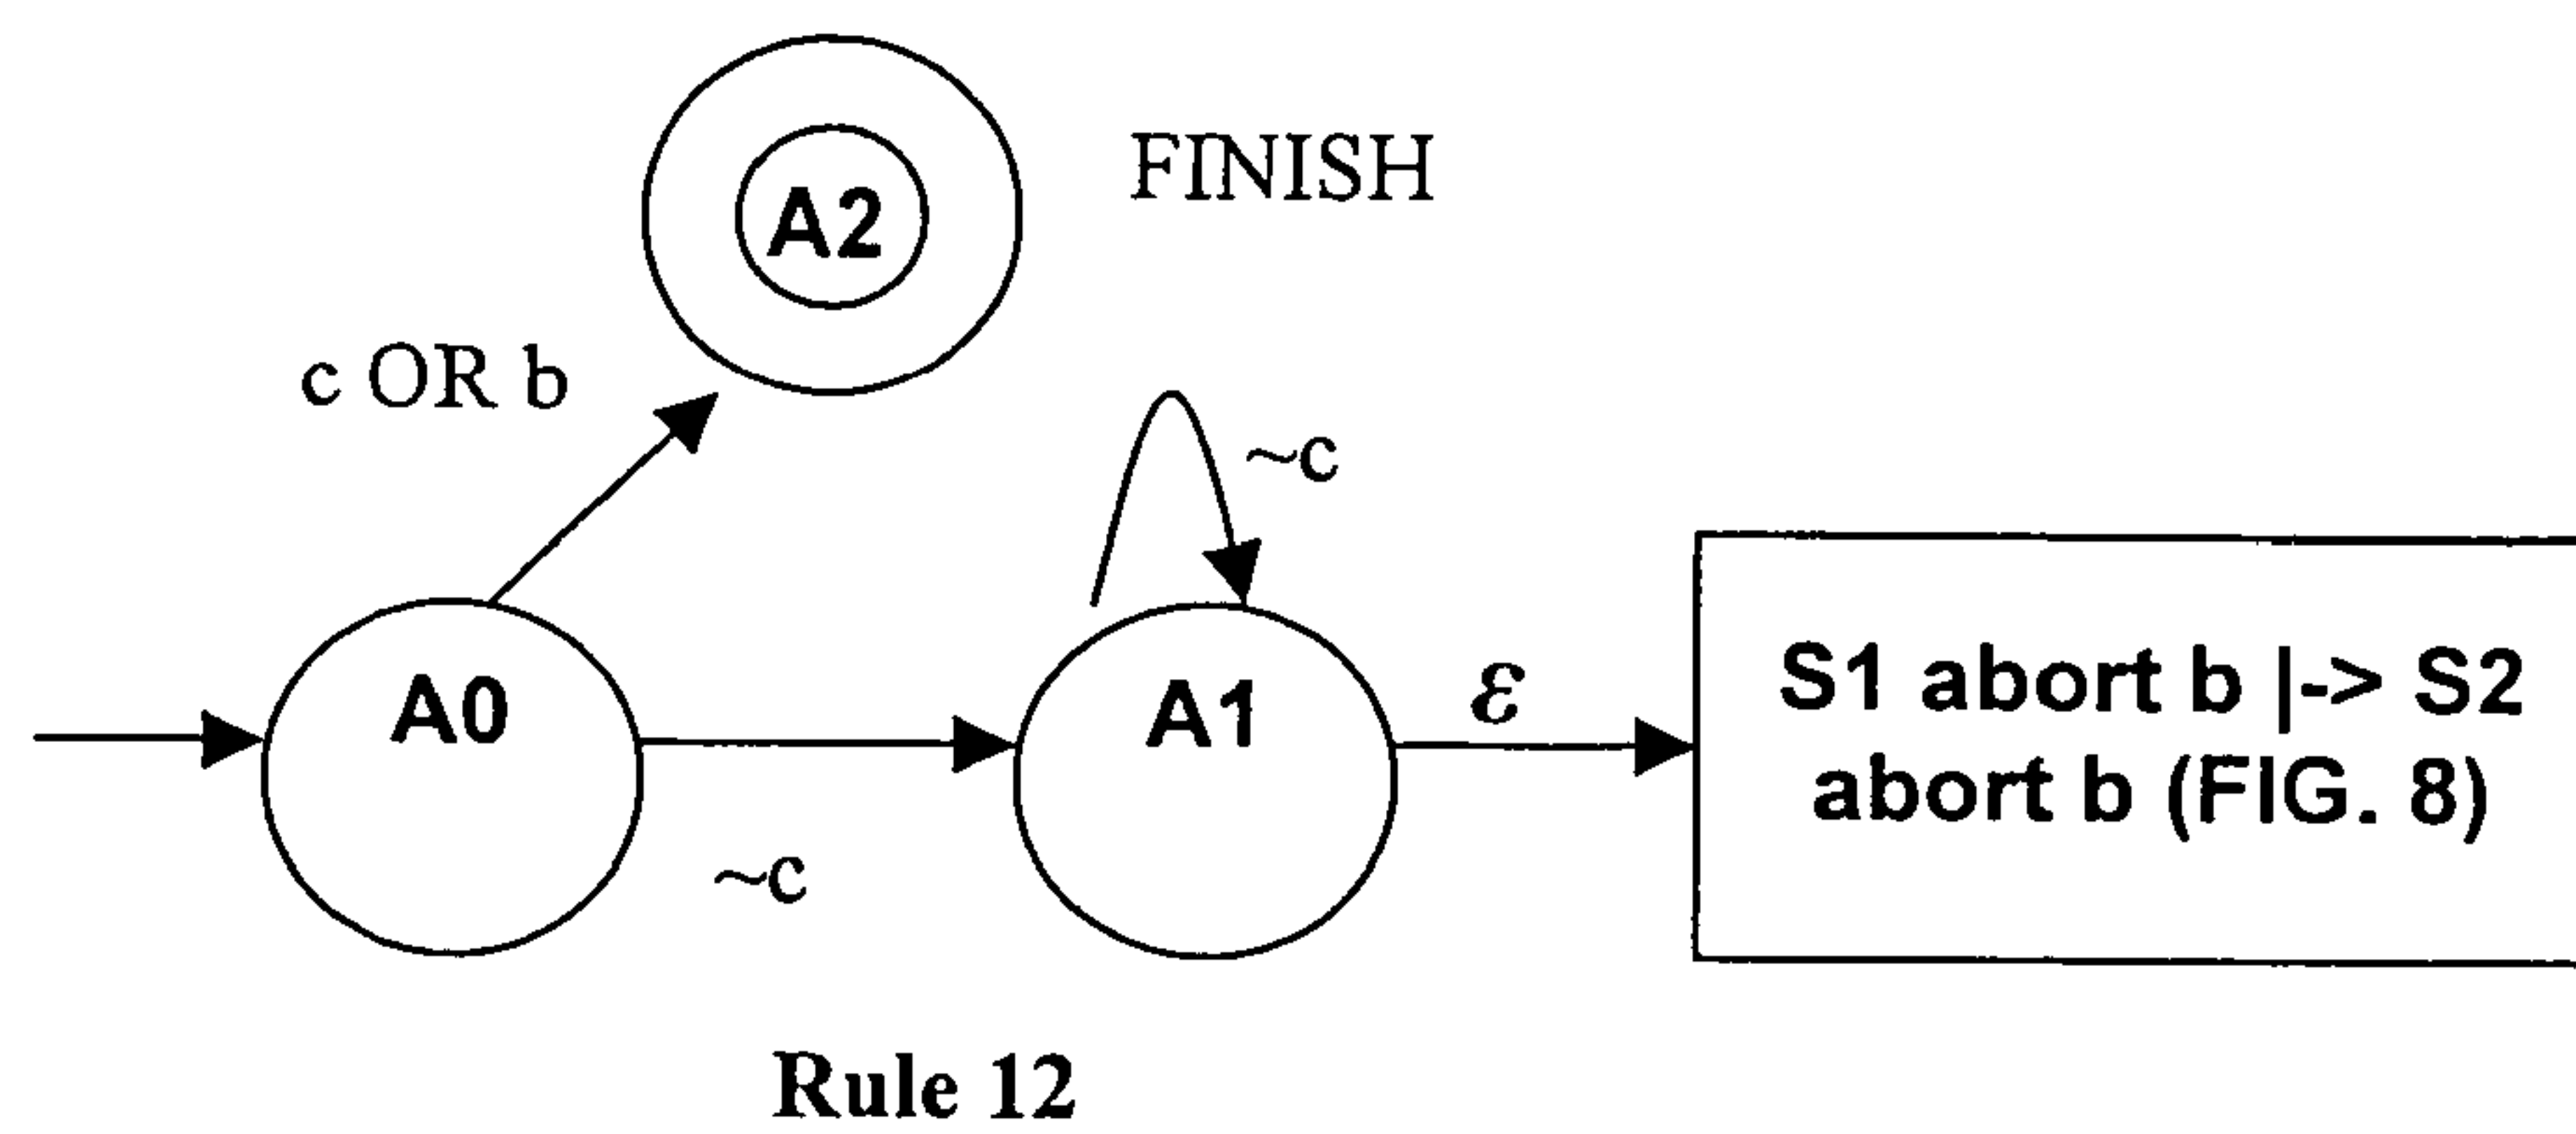 A2
FINISH
c OR b
~c
A0
A1
ε
S1 abort b |-> S2
abort b (FIG. 8)
~c
Rule 12